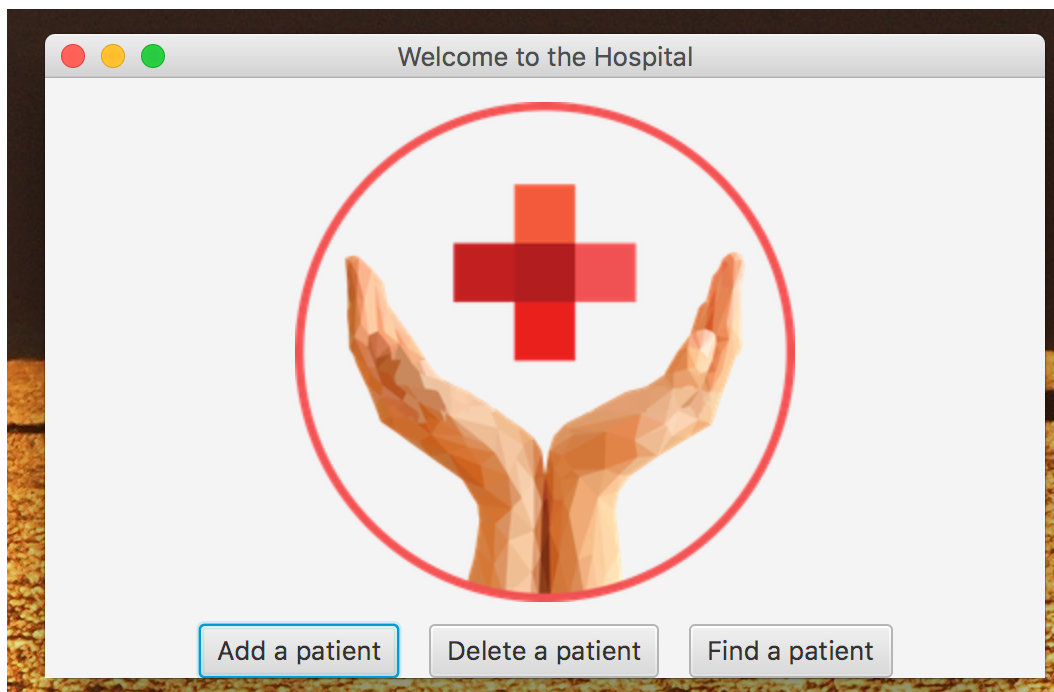 Welcome to the Hospital
Add a patient Delete a patient Find a patient